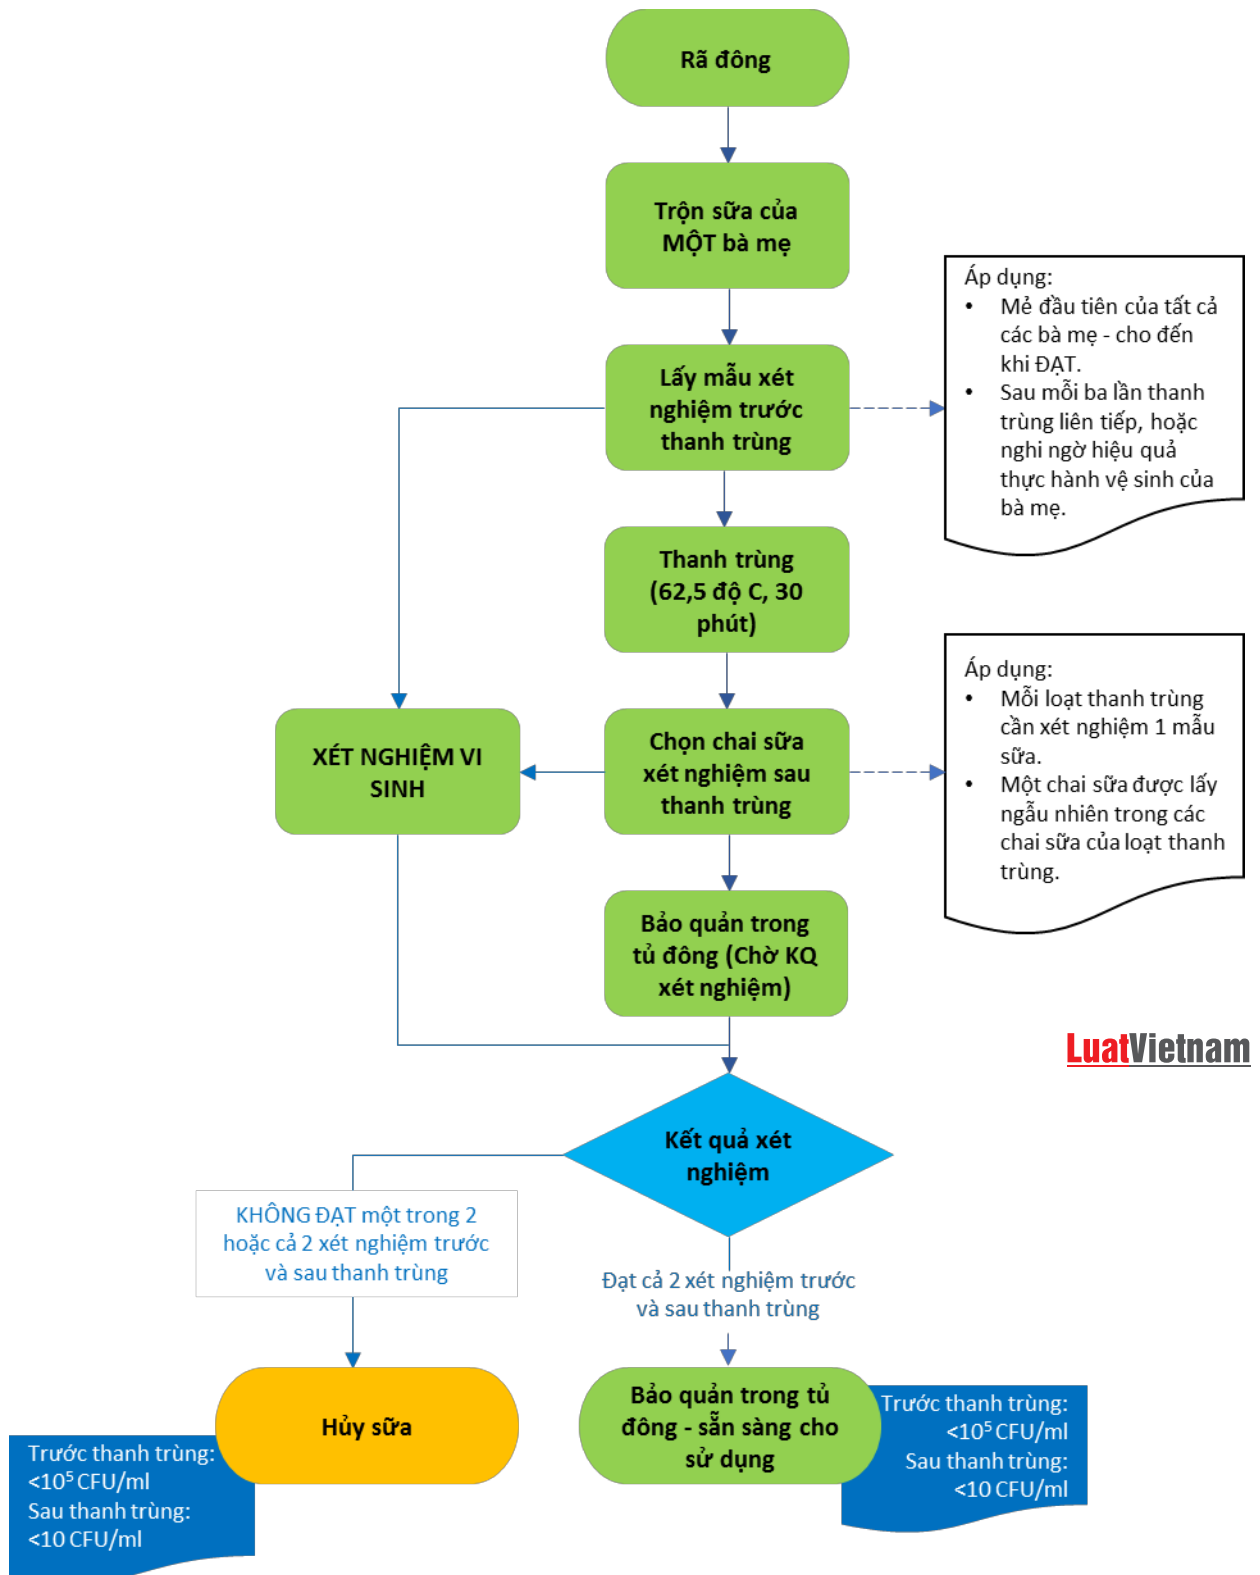 Rã đông
Trộn sữa của
MỘT bà mẹ
Lấy mẫu xét
nghiệm trước
thanh trùng
Áp dụng:
• Mẻ đầu tiên của tất cả
các bà mẹ - cho đến
khi ĐẠT.
• Sau mỗi ba lần thanh
trùng liên tiếp, hoặc
nghi ngờ hiệu quả
thực hành vệ sinh của
bà mẹ.
Thanh trùng
(62,5 độ C, 30
phút)
XÉT NGHIỆM VI
SINH
Chọn chai sữa
xét nghiệm sau
thanh trùng
Áp dụng:
• Mỗi loạt thanh trùng
cần xét nghiệm 1 mẫu
sữa.
• Một chai sữa được lấy
ngẫu nhiên trong các
chai sữa của loạt thanh
trùng.
Bảo quản trong
tủ đông (Chờ KQ
xét nghiệm)
LuatVietnam
Kết quả xét
nghiệm
KHÔNG ĐẠT một trong 2
hoặc cả 2 xét nghiệm trước
và sau thanh trùng
Đạt cả 2 xét nghiệm trước
và sau thanh trùng
Hủy sữa
Trước thanh trùng:
<10⁵ CFU/ml
Sau thanh trùng:
<10 CFU/ml
Bảo quản trong tủ
đông - sẵn sàng cho
sử dụng
Trước thanh trùng:
<10⁵ CFU/ml
Sau thanh trùng:
<10 CFU/ml